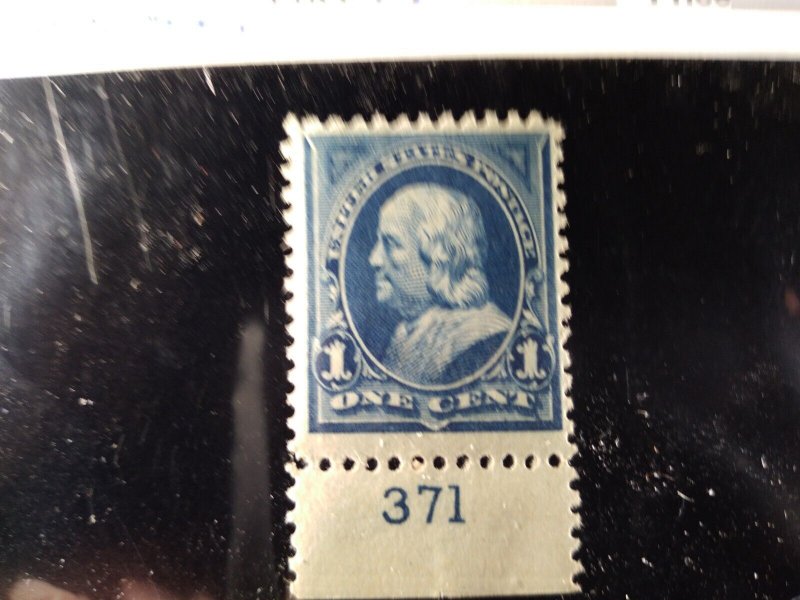 UNITED STATES POSTAGE
1 1
ONE CENT
371